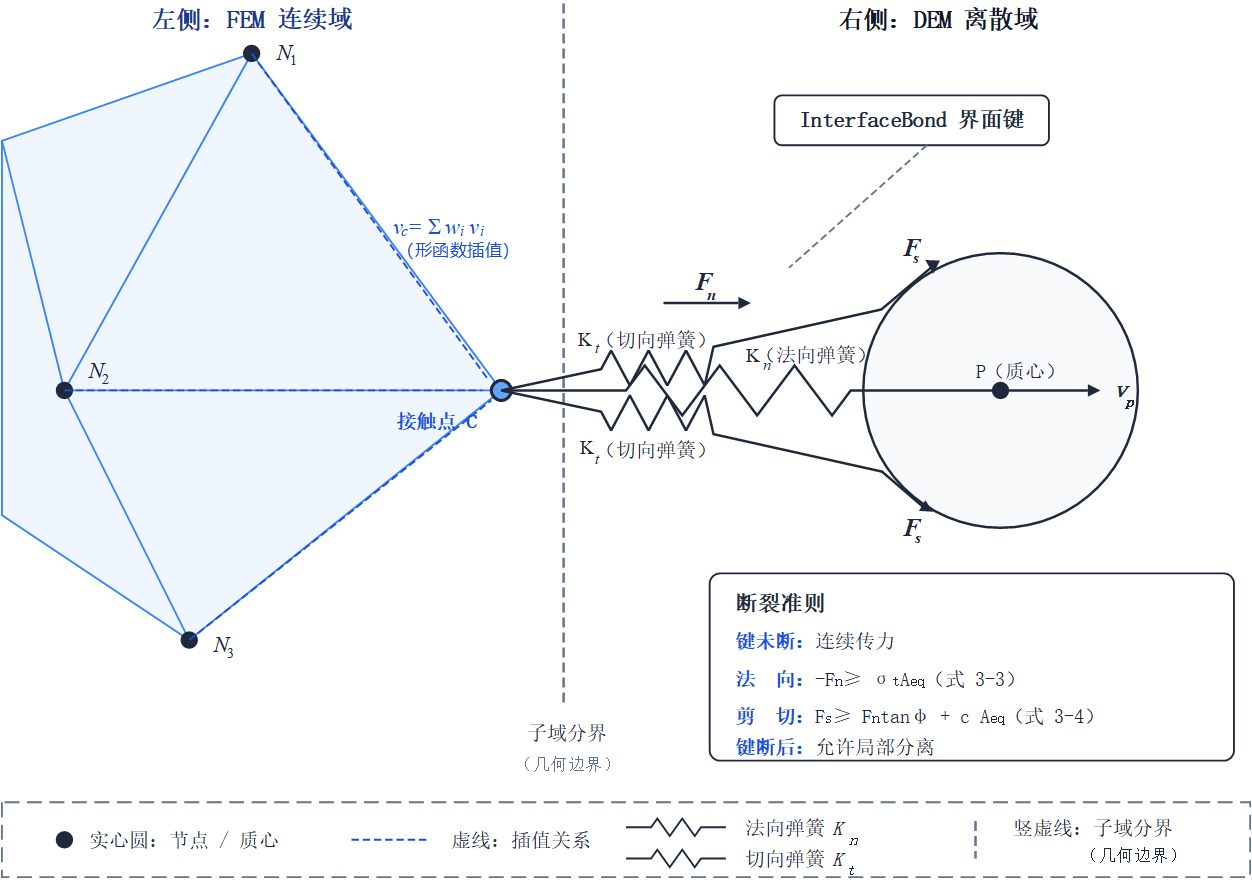 左侧：FEM 连续域
右侧：DEM 离散域
N1
InterfaceBond 界面键
vc= Σ wi vi
（形函数插值）
Fs
Fn
Kt（切向弹簧）
Kn（法向弹簧）
P（质心）
vp
N2
接触点 C
Kt（切向弹簧）
Fs
N3
断裂准则
键未断：连续传力
法　向：-Fn≥ σtAeq（式 3-3）
剪　切：Fs≥ Fntanφ + c Aeq（式 3-4）
键断后：允许局部分离
子域分界
（几何边界）
实心圆：节点 / 质心
虚线：插值关系
法向弹簧 Kn
切向弹簧 Kt
竖虚线：子域分界
（几何边界）